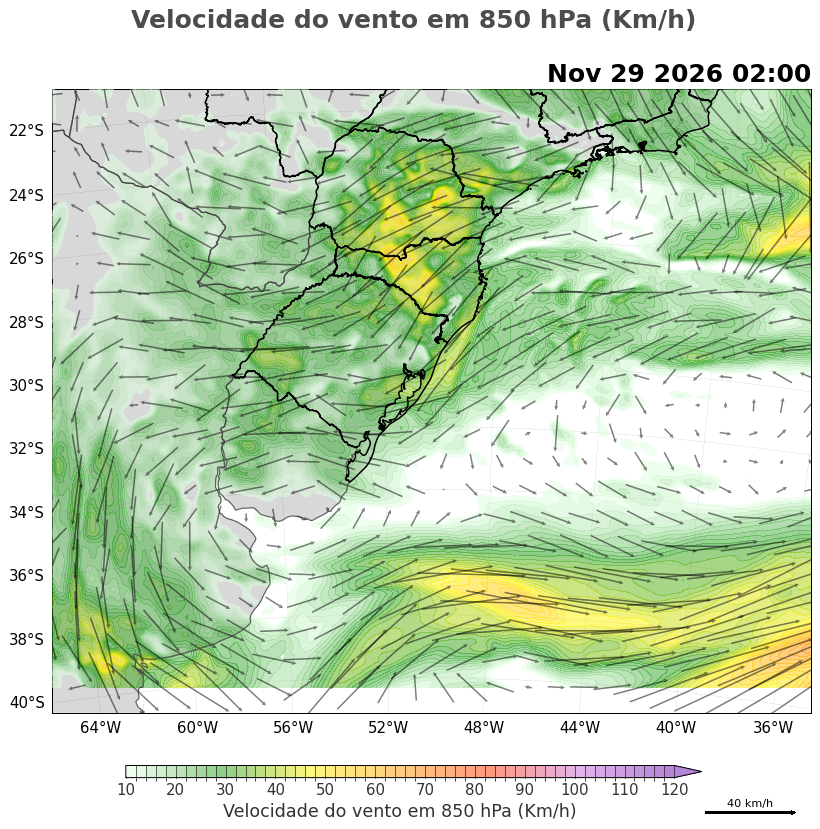 Velocidade do vento em 850 hPa (Km/h)
Nov 29 2026 02:00
22°S
24°S
26°S
28°S
30°S
32°S
34°S
36°S
38°S
40°S
64°W 60°W 56°W 52°W 48°W 44°W 40°W 36°W
10 20 30 40 50 60 70 80 90 100 110 120
Velocidade do vento em 850 hPa (Km/h)
40 km/h